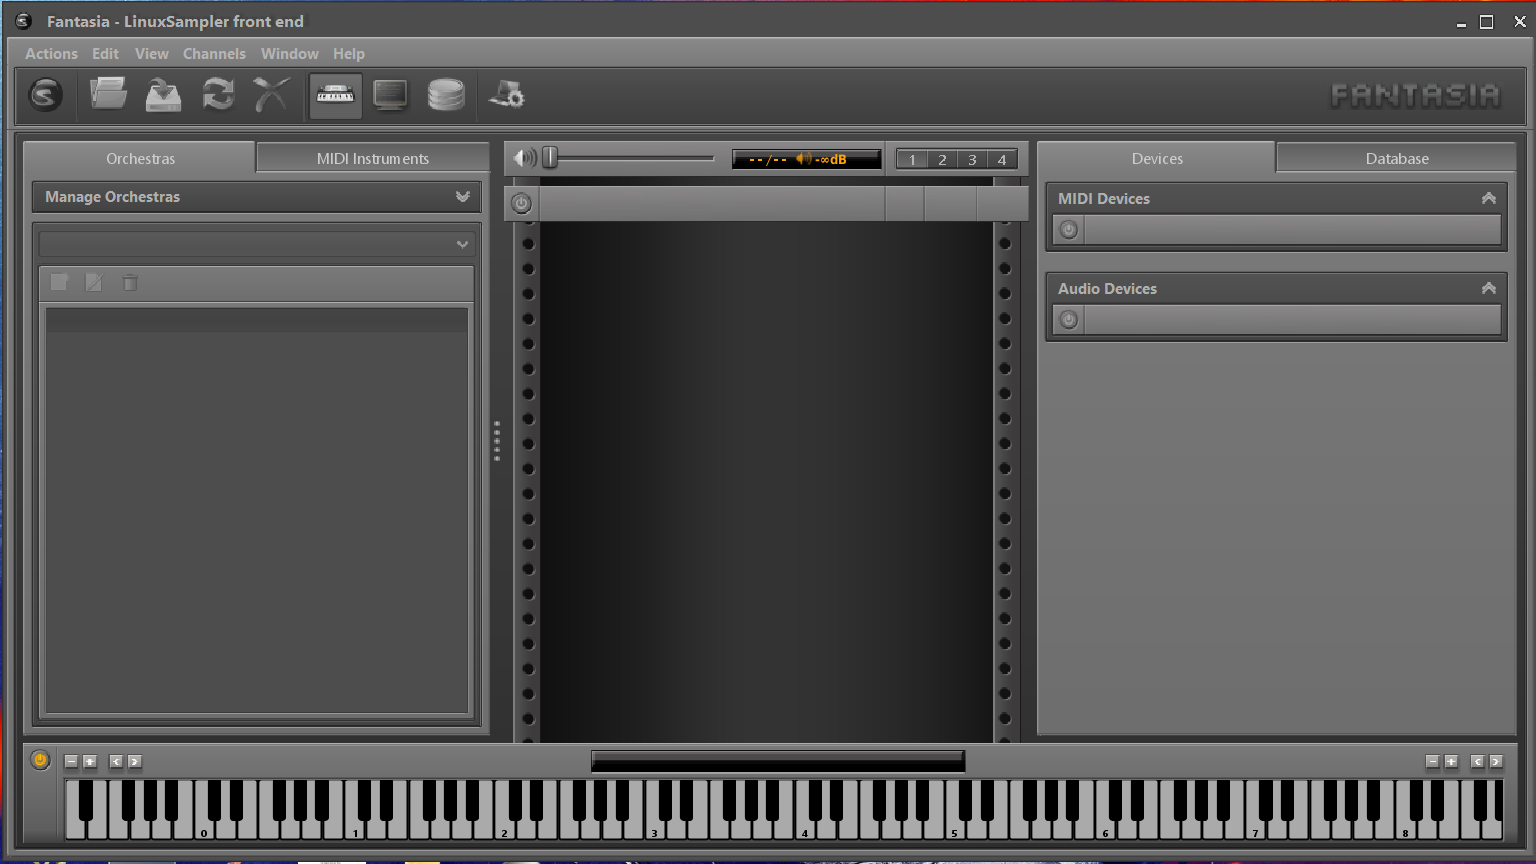 Fantasia - LinuxSampler front end
Actions Edit View Channels Window Help
FANTASIA
Orchestras MIDI Instruments
--/-- -∞dB
1 2 3 4
Devices Database
Manage Orchestras
MIDI Devices
Audio Devices
0 1 2 3 4 5 6 7 8